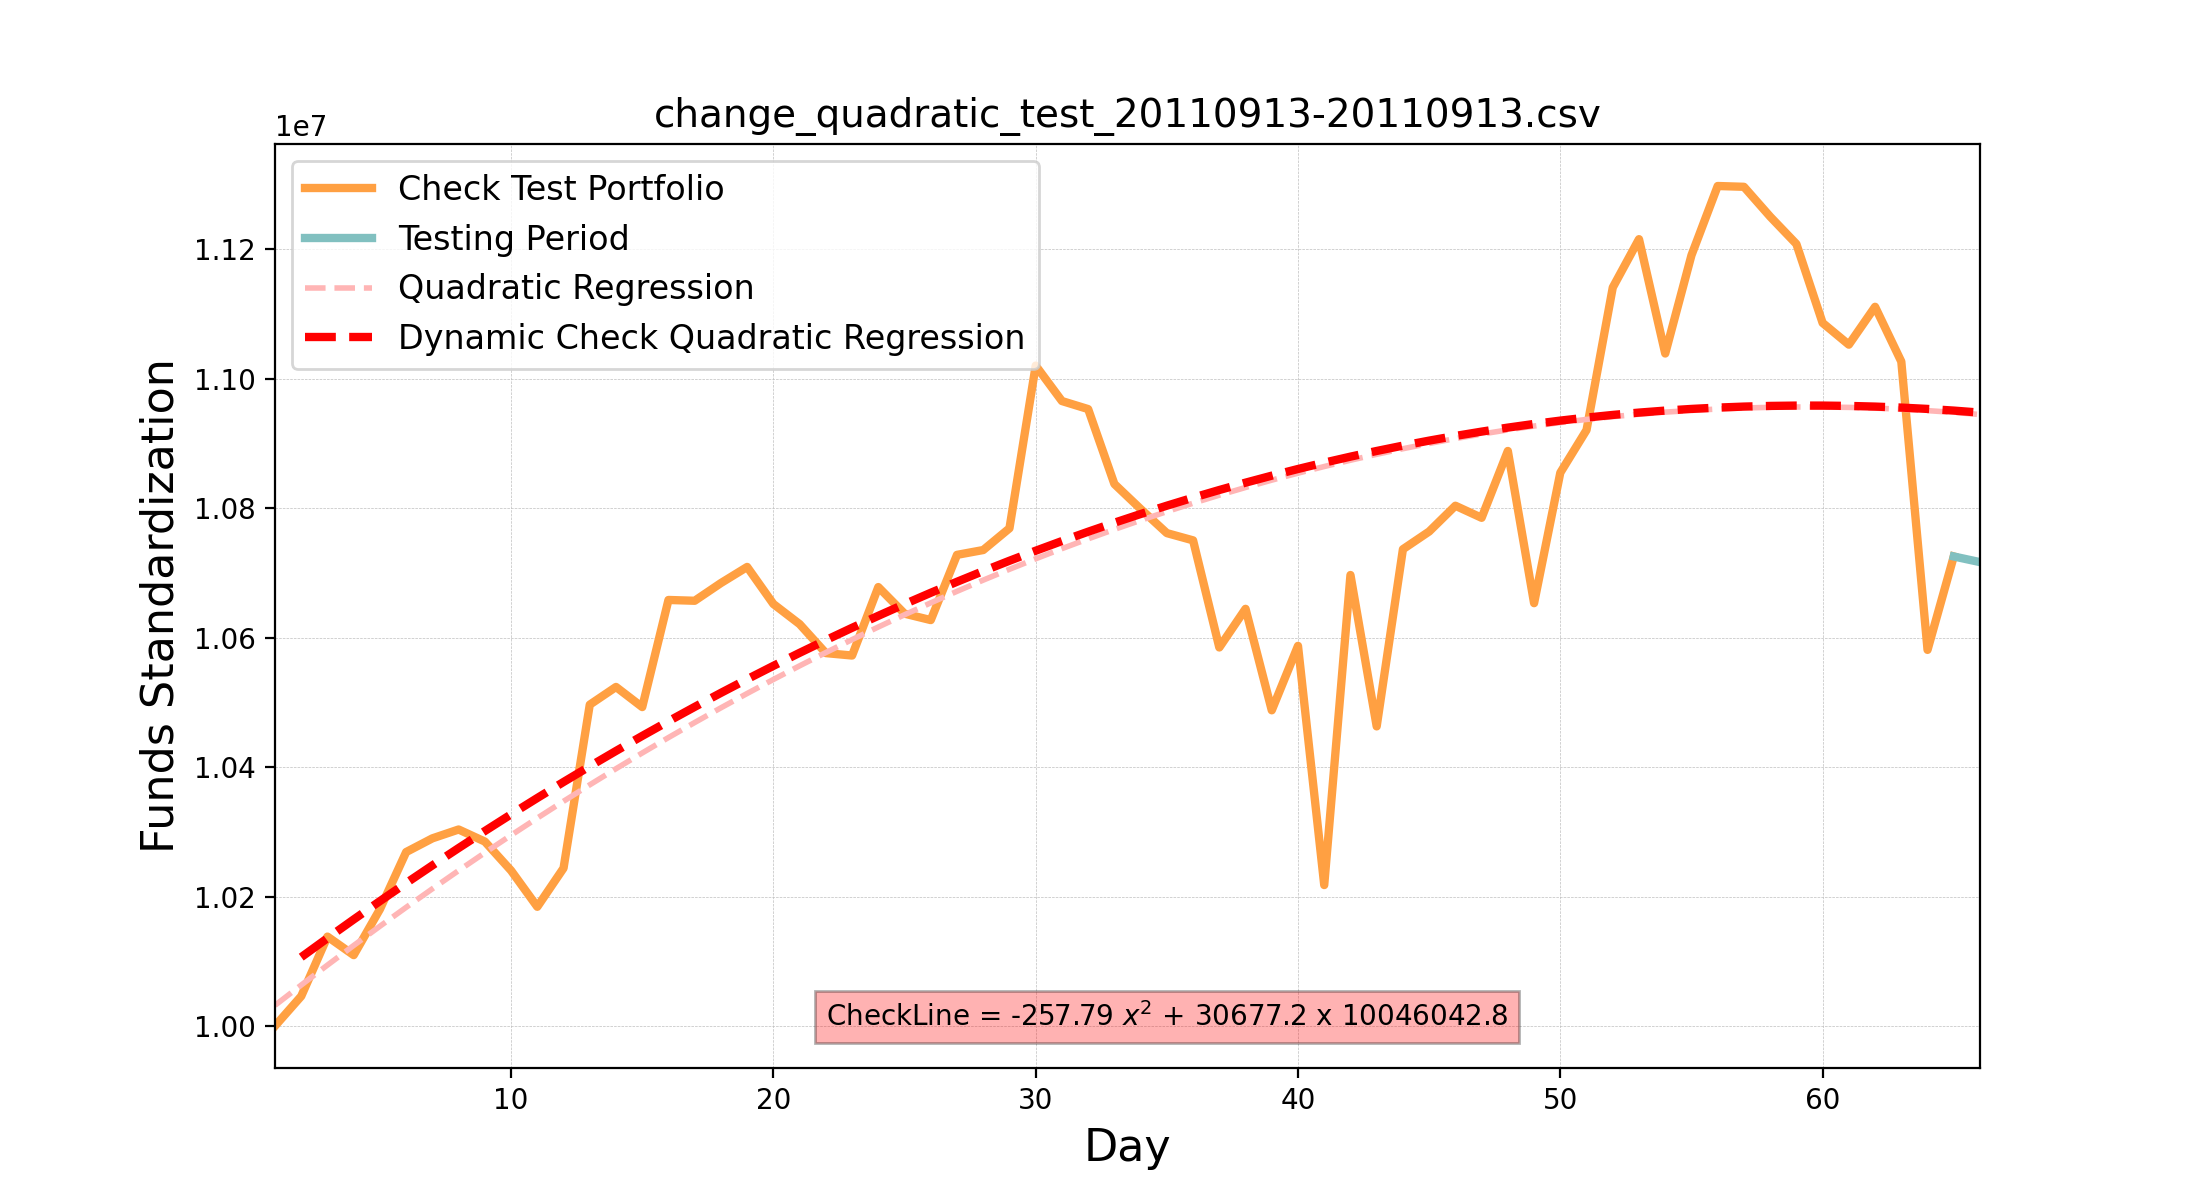 change_quadratic_test_20110913-20110913.csv
1e7
Check Test Portfolio
Testing Period
Quadratic Regression
Dynamic Check Quadratic Regression
1.12
1.10
1.08
1.06
1.04
1.02
1.00
Funds Standardization
CheckLine = -257.79 x² + 30677.2 x 10046042.8
10 20 30 40 50 60
Day